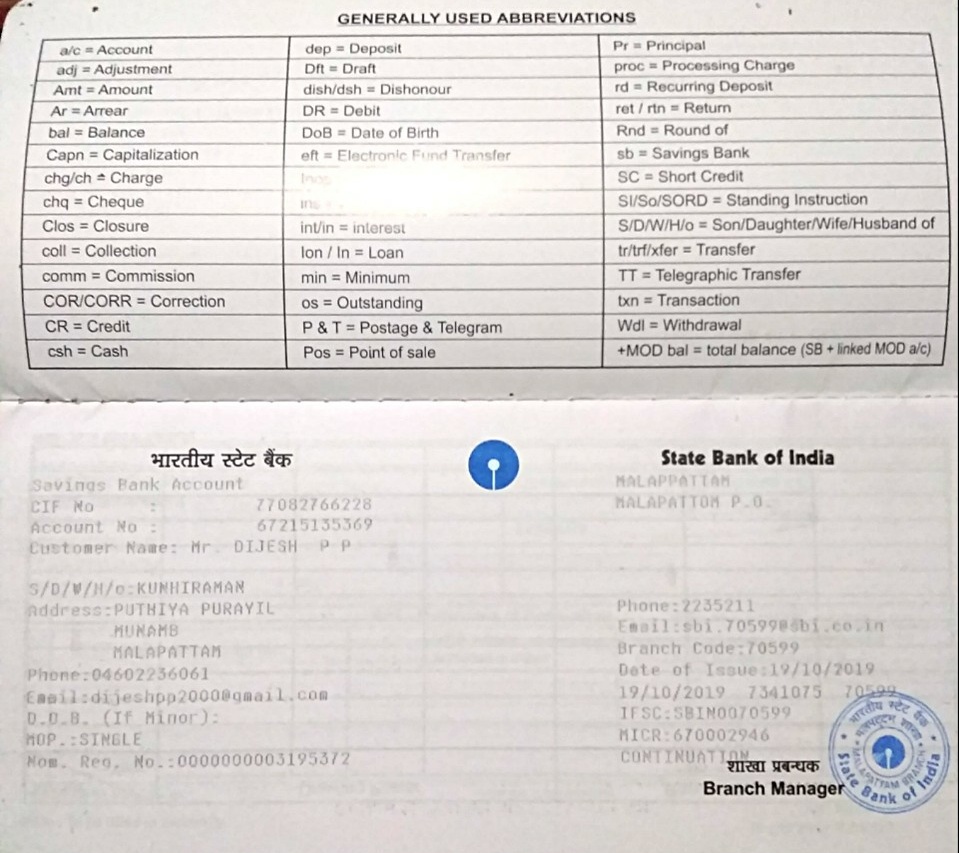 GENERALLY USED ABBREVIATIONS
a/c = Account
adj = Adjustment
Amt = Amount
Ar = Arrear
bal = Balance
Capn = Capitalization
chg/ch = Charge
chq = Cheque
Clos = Closure
coll = Collection
comm = Commission
COR/CORR = Correction
CR = Credit
csh = Cash
dep = Deposit
Dft = Draft
dish/dsh = Dishonour
DR = Debit
DoB = Date of Birth
eft = Electronic Fund Transfer
int/in = interest
lon / ln = Loan
min = Minimum
os = Outstanding
P & T = Postage & Telegram
Pos = Point of sale
Pr = Principal
proc = Processing Charge
rd = Recurring Deposit
ret / rtn = Return
Rnd = Round of
sb = Savings Bank
SC = Short Credit
SI/So/SORD = Standing Instruction
S/D/W/H/o = Son/Daughter/Wife/Husband of
tr/trf/xfer = Transfer
TT = Telegraphic Transfer
txn = Transaction
Wdl = Withdrawal
+MOD bal = total balance (SB + linked MOD a/c)
भारतीय स्टेट बैंक
Savings Bank Account
CIF No : 77082766228
Account No : 67215135369
Customer Name: Mr. DIJESH P P
S/D/W/H/o:KUNHIRAMAN
Address:PUTHIYA PURAYIL
MUNAMB
MALAPATTAM
Phone:04602236061
Email:dijeshpp2000@gmail.com
D.O.B. (If Minor):
MOP.:SINGLE
Nom. Reg. No.:0000000003195372
State Bank of India
MALAPPATTAM
MALAPATTOM P.O.
Phone:2235211
Email:sbi.70599@sbi.co.in
Branch Code:70599
Date of Issue:19/10/2019
19/10/2019 7341075 70599
IFSC:SBIN0070599
MICR:670002946
CONTINUATION
शाखा प्रबन्धक
Branch Manager
भारतीय स्टेट बैंक
MALAPATTAM BRANCH
State Bank of India